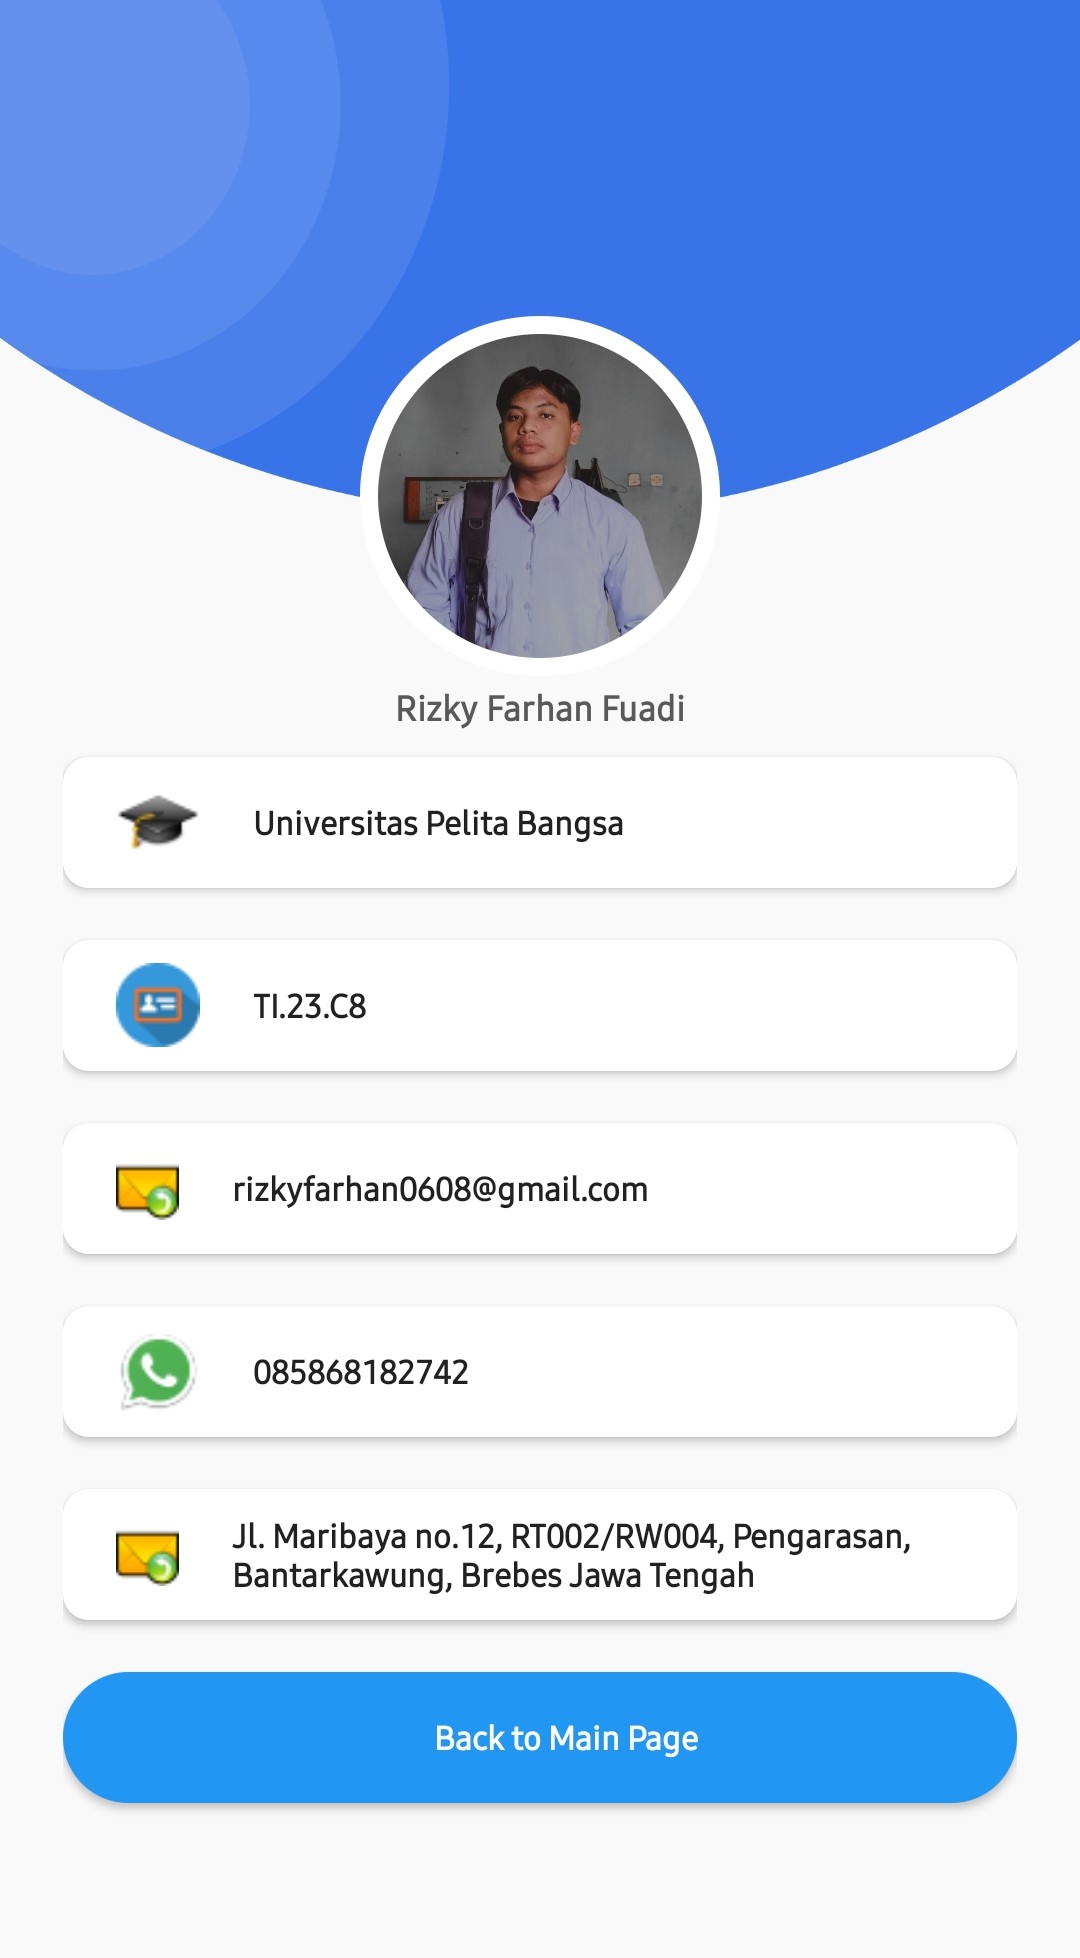 Rizky Farhan Fuadi
Universitas Pelita Bangsa
TI.23.C8
rizkyfarhan0608@gmail.com
085868182742
Jl. Maribaya no.12, RT002/RW004, Pengarasan,
Bantarkawung, Brebes Jawa Tengah
Back to Main Page